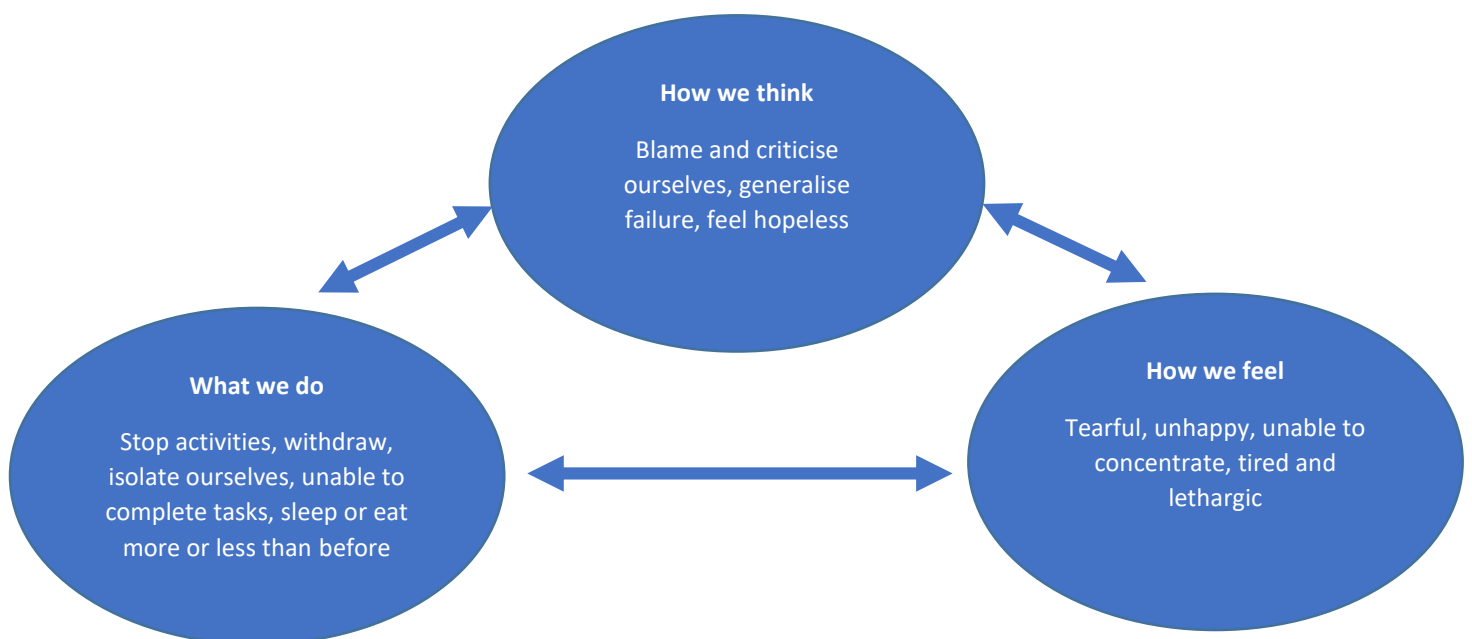 How we think
Blame and criticise
ourselves, generalise
failure, feel hopeless
What we do
Stop activities, withdraw,
isolate ourselves, unable to
complete tasks, sleep or eat
more or less than before
How we feel
Tearful, unhappy, unable to
concentrate, tired and
lethargic